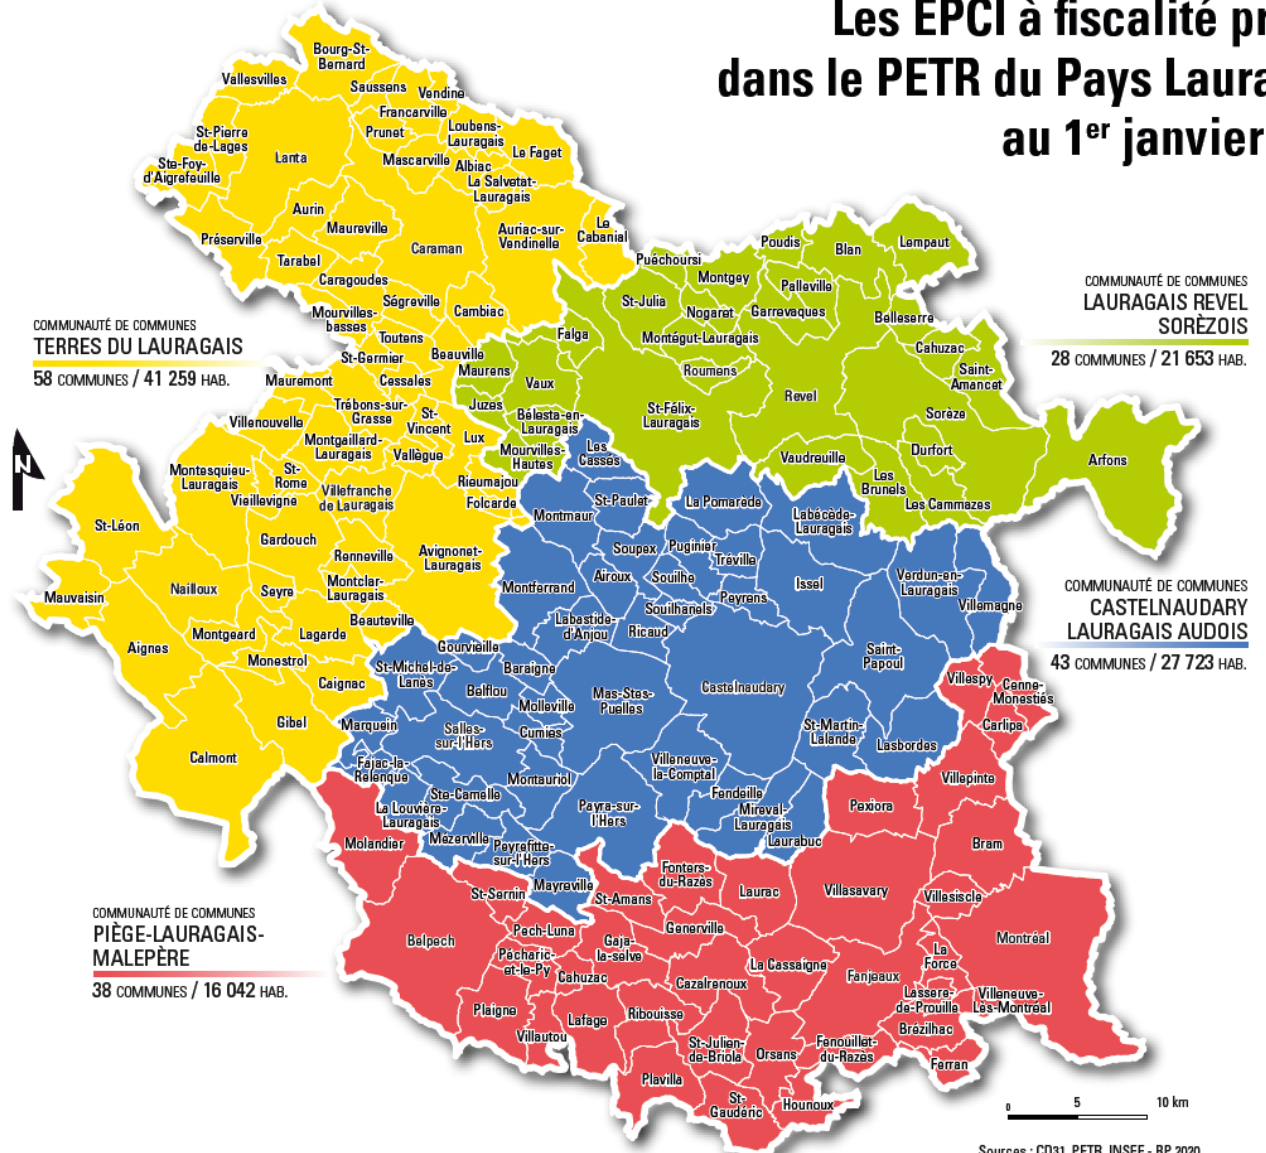 Les EPCI à fiscalité pr
dans le PETR du Pays Laura
au 1er janvier
COMMUNAUTÉ DE COMMUNES
TERRES DU LAURAGAIS
58 COMMUNES / 41 259 HAB.
COMMUNAUTÉ DE COMMUNES
LAURAGAIS REVEL
SORÈZOIS
28 COMMUNES / 21 653 HAB.
COMMUNAUTÉ DE COMMUNES
CASTELNAUDARY
LAURAGAIS AUDOIS
43 COMMUNES / 27 723 HAB.
COMMUNAUTÉ DE COMMUNES
PIÈGE-LAURAGAIS-
MALEPÈRE
38 COMMUNES / 16 042 HAB.
N
Bourg-St-
Bernard
Vallesvilles
Saussens
Vendine
Francarville
St-Pierre
de-Lages
Prunet
Loubens-
Lauragais
Le Faget
Lanta
Mascarville
Albiac
Ste-Foy-
d'Aigrefeuille
La Salvetat-
Lauragais
Aurin
Maureville
Auriac-sur-
Vendinelle
Le
Cabanial
Préserville
Caraman
Tarabel
Caragoudes
Ségreville
Cambiac
Mourvilles-
basses
Toutens
St-Germier
Beauville
Mauremont
Cessales
Trébons-sur-
Grasse
St-
Vincent
Villenouvelle
Montgaillard-
Lauragais
Vallègue
Lux
Montesquieu-
Lauragais
St-
Rome
Rieumajou
Vieillevigne
Villefranche
de Lauragais
Folcarde
St-Léon
Gardouch
Renneville
Avignonet-
Lauragais
Nailloux
Seyre
Montclar-
Lauragais
Mauvaisin
Beauteville
Montgeard
Lagarde
Aignes
Monestrol
Caignac
Gibel
Calmont
Puéchoursi
Poudis
Blan
Lempaut
Montgey
Palleville
St-Julia
Nogaret
Garrevaques
Belleserre
Falga
Montégut-Lauragais
Cahuzac
Maurens
Vaux
Roumens
Saint-
Amancet
Revel
Juzes
Bélesta-en-
Lauragais
St-Félix-
Lauragais
Sorèze
Mourvilles-
Hautes
Vaudreuille
Durfort
Arfons
Les
Brunels
Les Cammazes
Les
Cassés
St-Paulet
La Pomarède
Labécède-
Lauragais
Montmaur
Soupex
Puginier
Tréville
Montferrand
Airoux
Souilhe
Issel
Verdun-en-
Lauragais
Peyrens
Villemagne
Souilhanels
Labastide-
d'Anjou
Ricaud
Gourvieille
Saint-
Papoul
St-Michel-de-
Lanès
Baraigne
Belflou
Mas-Stes-
Puelles
Castelnaudary
Molleville
Marquein
Salles-
sur-l'Hers
Cumies
St-Martin-
Lalande
Lasbordes
Fajac-la-
Relenque
Villeneuve-
la-Comptal
Montauriol
Ste-Camelle
Fendeille
La Louvière-
Lauragais
Payra-sur-
l'Hers
Mireval-
Lauragais
Mézerville
Peyrefitte-
sur-l'Hers
Laurabuc
Mayreville
Villespy
Cenne-
Monestiés
Carlipa
Villepinte
Pexiora
Molandier
Bram
Fonters-
du-Razès
St-Sernin
St-Amans
Laurac
Villasavary
Villesiscle
Pech-Luna
Generville
Belpech
Gaja-
la-selve
Montréal
Pécharic-
et-le-Py
La Cassaigne
La
Force
Cahuzac
Cazalrenoux
Fanjeaux
Lassere-
de-Prouille
Villeneuve-
Lès-Montréal
Plaigne
Lafage
Ribouisse
Villautou
Brézilhac
St-Julien-
de-Briola
Orsans
Fenouillet-
du-Razès
Ferran
Plavilla
St-
Gaudéric
Hounoux
0 5 10 km
Sources : CD31, PETR, INSEE - RP 2020